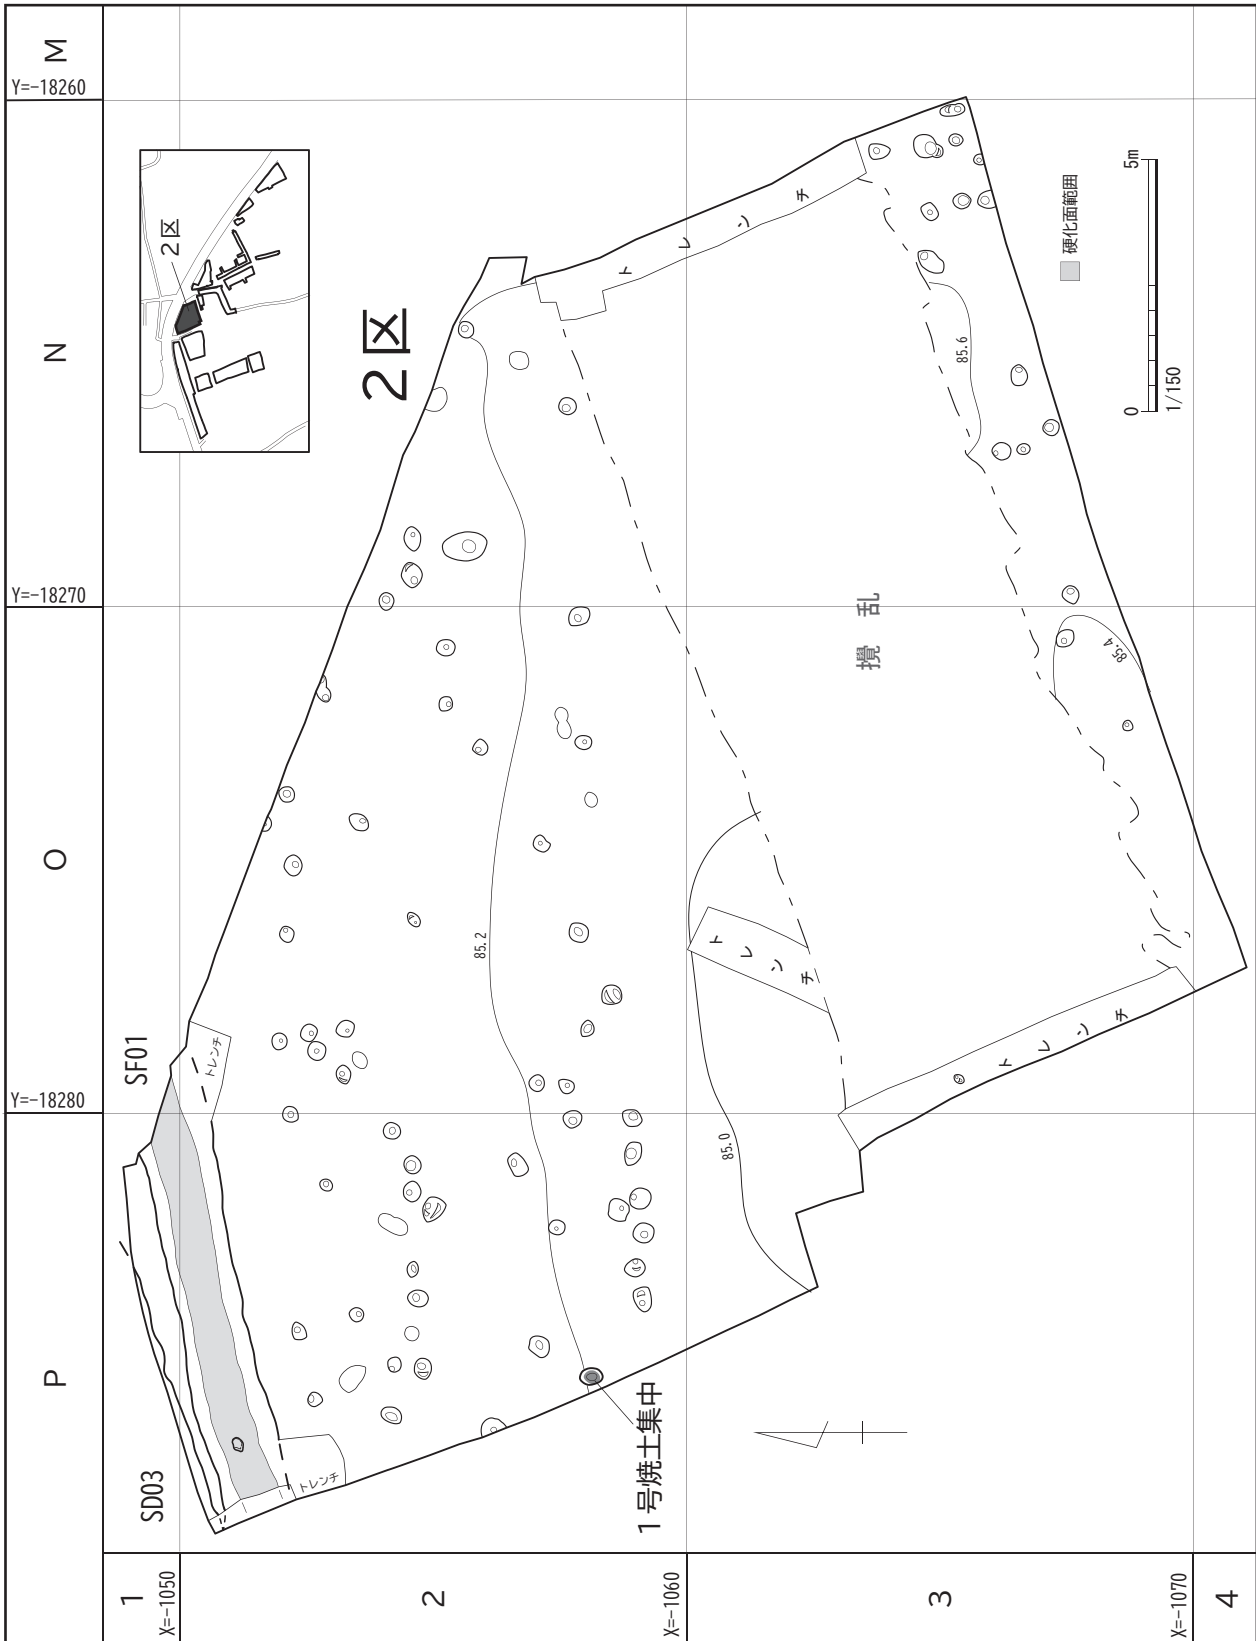 M
Y=-18260
N
Y=-18270
O
Y=-18280
P
1
X=-1050
2
X=-1060
3
X=-1070
4
2区
2区
SF01
SD03
トレンチ
トレンチ
トレンチ
トレンチ
トレンチ
攪乱
85.6
85.4
85.2
85.0
1号焼土集中
硬化面範囲
0
5m
1/150